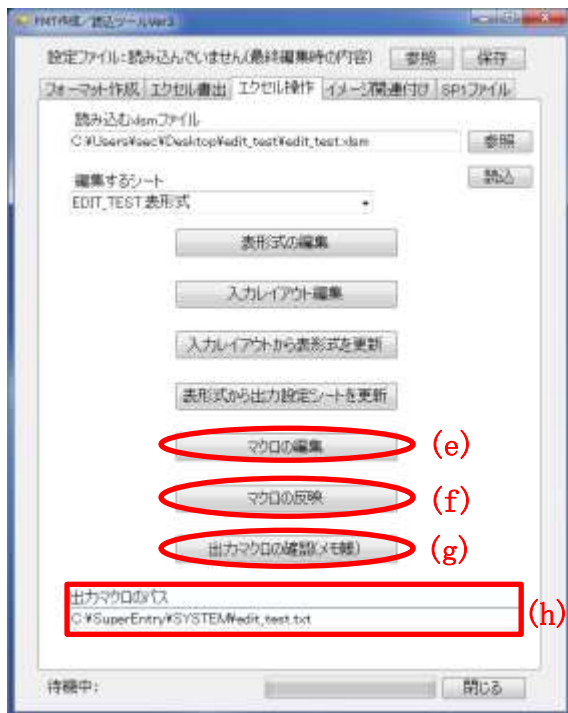 FMT作成／読込ツールVer3
設定ファイル:読み込んでいません(最終編集時の内容) 参照 保存
フォーマット作成 エクセル書出 エクセル操作 イメージ関連付け SP1ファイル
読み込むxlsmファイル
C:¥Users¥sec¥Desktop¥edit_test¥edit_test.xlsm 参照
編集するシート 読込
EDIT_TEST 表形式
表形式の編集
入力レイアウト編集
入力レイアウトから表形式を更新
表形式から出力設定シートを更新
マクロの編集 (e)
マクロの反映 (f)
出力マクロの確認(メモ帳) (g)
出力マクロのパス
C:¥SuperEntry¥SYSTEM¥edit_test.txt (h)
待機中: 閉じる